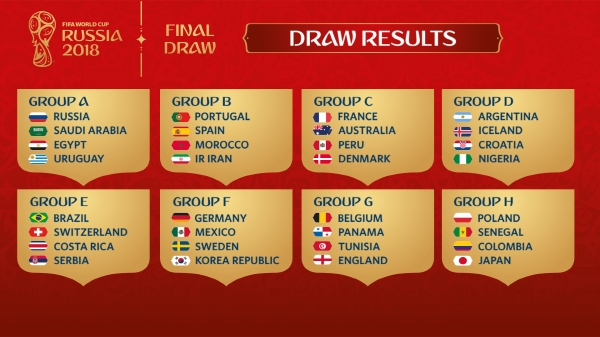 FIFA WORLD CUP
RUSSIA
2018
FINAL
DRAW
DRAW RESULTS
GROUP A
RUSSIA
SAUDI ARABIA
EGYPT
URUGUAY
GROUP B
PORTUGAL
SPAIN
MOROCCO
IR IRAN
GROUP C
FRANCE
AUSTRALIA
PERU
DENMARK
GROUP D
ARGENTINA
ICELAND
CROATIA
NIGERIA
GROUP E
BRAZIL
SWITZERLAND
COSTA RICA
SERBIA
GROUP F
GERMANY
MEXICO
SWEDEN
KOREA REPUBLIC
GROUP G
BELGIUM
PANAMA
TUNISIA
ENGLAND
GROUP H
POLAND
SENEGAL
COLOMBIA
JAPAN